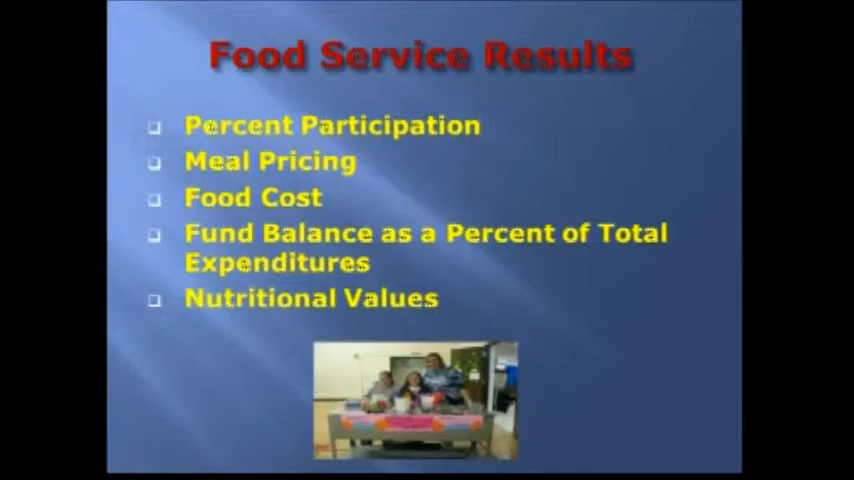 Food Service Results
Percent Participation
Meal Pricing
Food Cost
Fund Balance as a Percent of Total
Expenditures
Nutritional Values